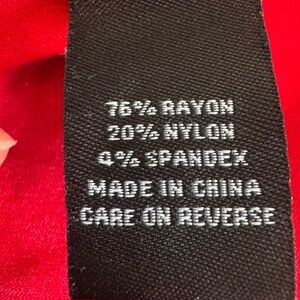 76% RAYON
20% NYLON
4% SPANDEX
MADE IN CHINA
CARE ON REVERSE